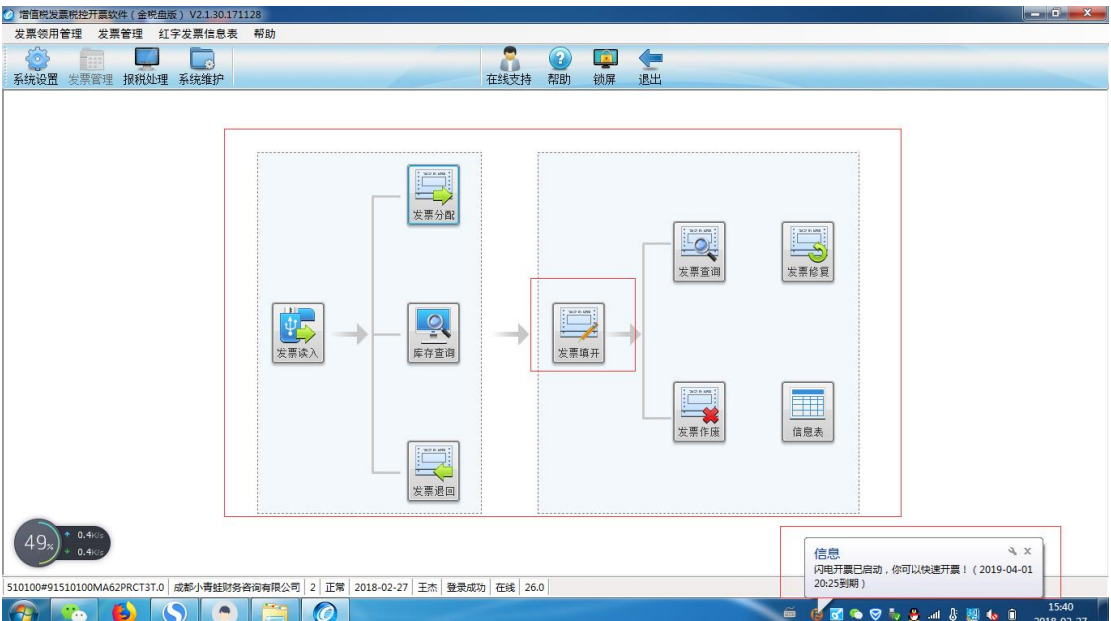 增值税发票税控开票软件（金税盘版）V2.1.30.171128
发票领用管理 发票管理 红字发票信息表 帮助
系统设置 发票管理 报税处理 系统维护 在线支持 帮助 锁屏 退出
发票分配
发票查询 发票修复
发票读入 库存查询 发票填开
发票作废 信息表
发票退回
49%
0.4K/s
0.4K/s
信息
闪电开票已启动，你可以快速开票！（2019-04-01
20:25到期）
510100#91510100MA62PRCT3T.0 成都小青蛙财务咨询有限公司 2 正常 2018-02-27 王杰 登录成功 在线 26.0
15:40
2018-02-27